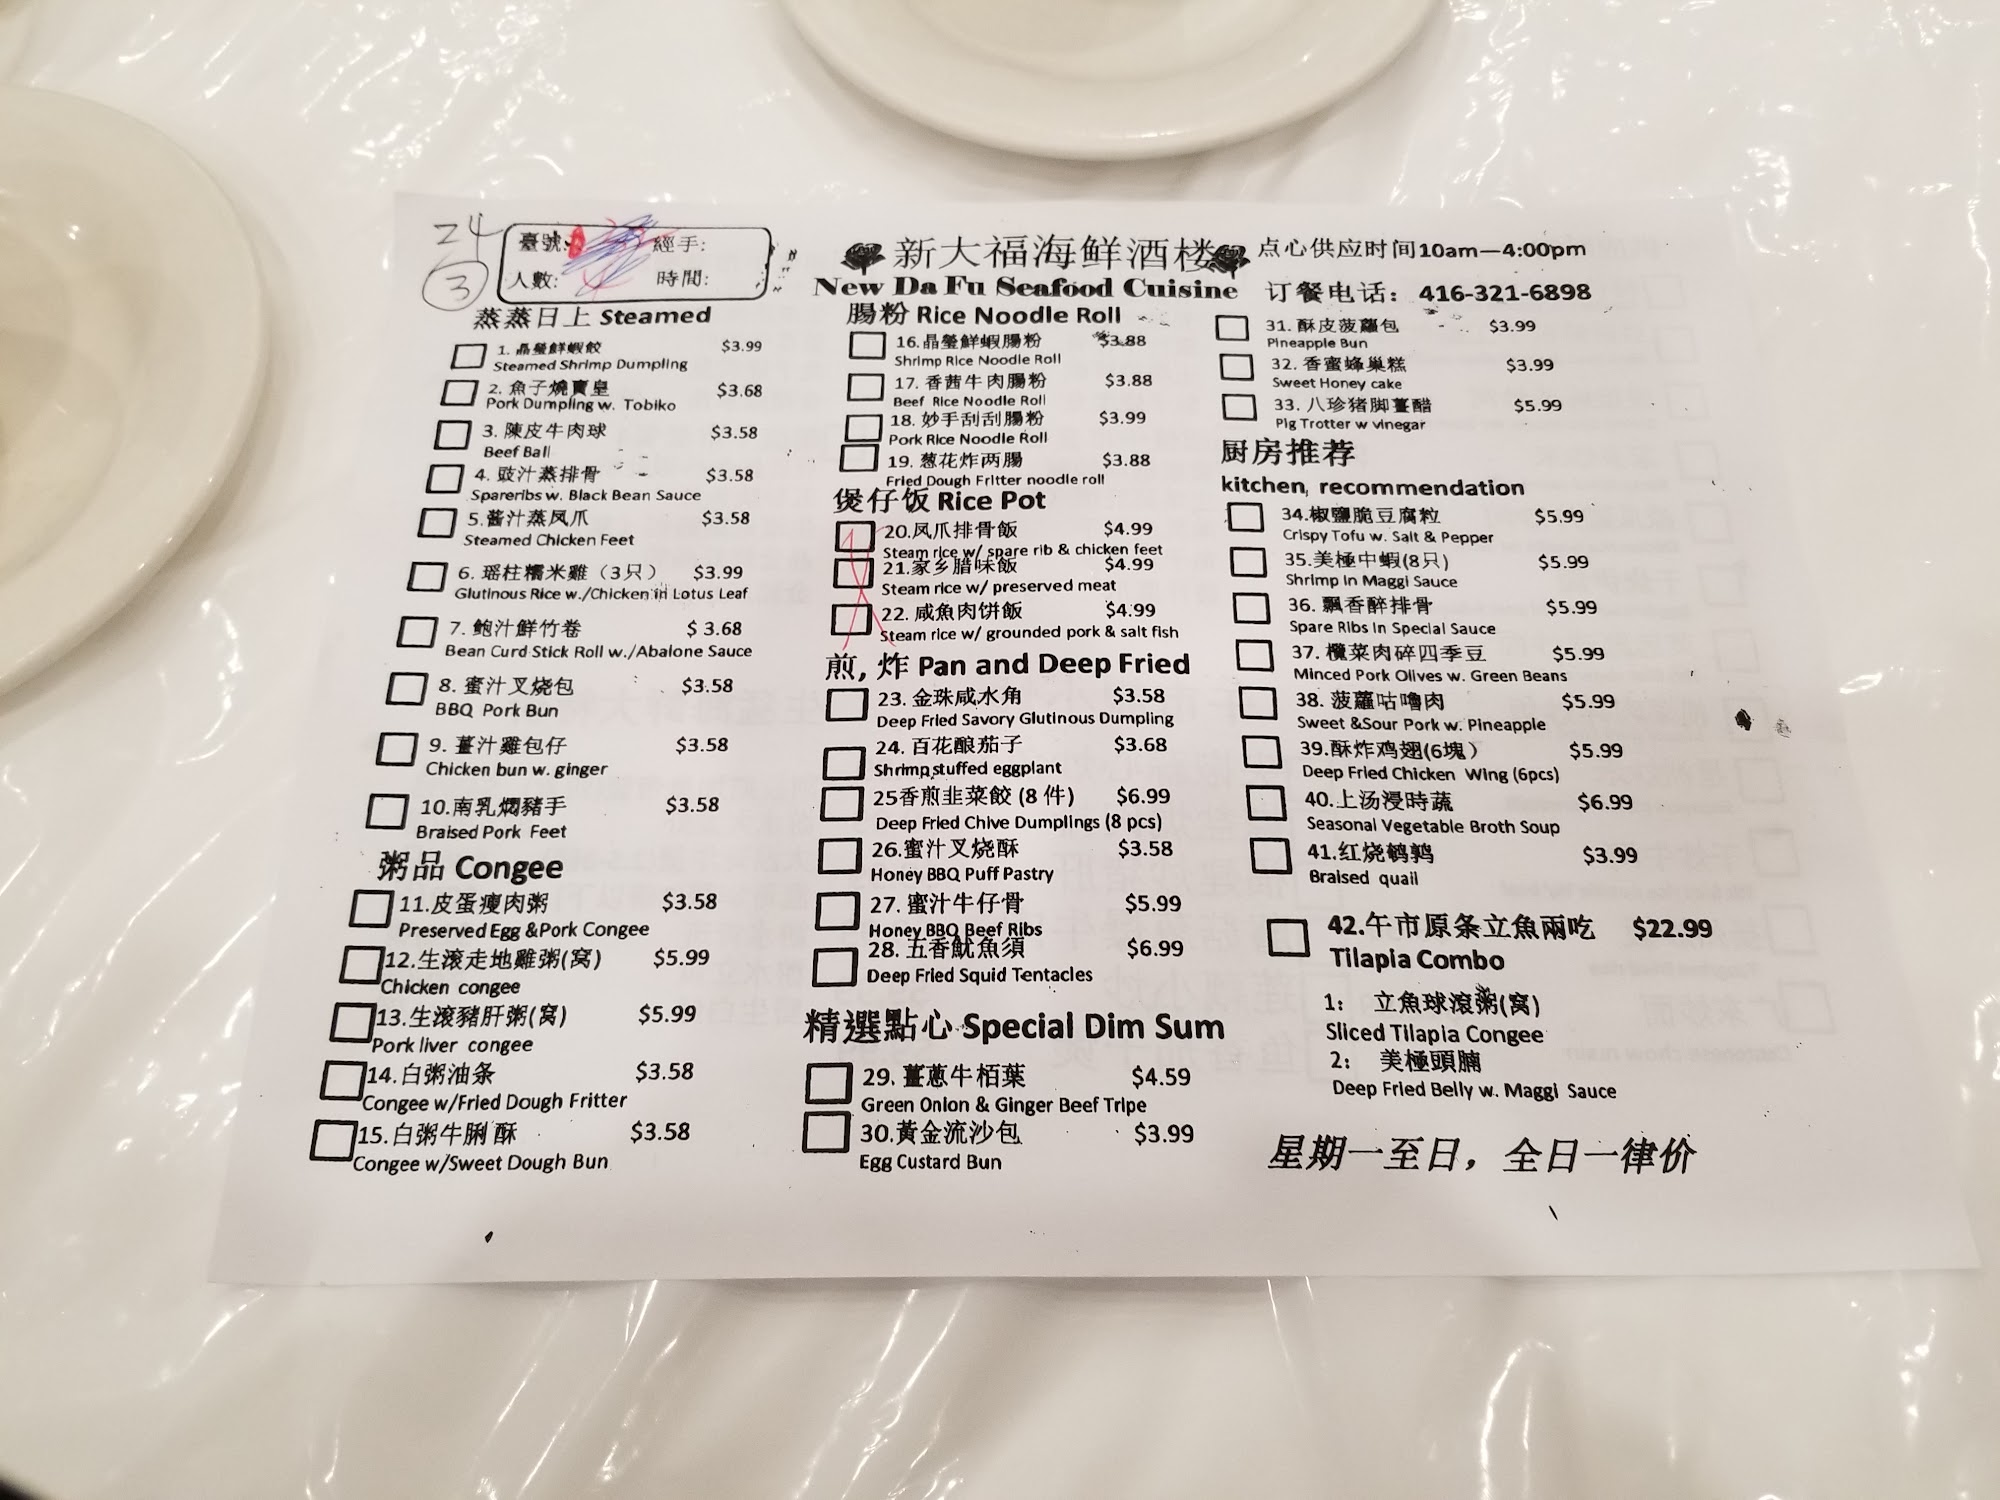 24
3
臺號: 經手:
人數: 時間:
新大福海鲜酒楼
New Da Fu Seafood Cuisine
点心供应时间10am—4:00pm
订餐电话: 416-321-6898
蒸蒸日上 Steamed
1. 晶瑩鮮蝦餃 $3.99
Steamed Shrimp Dumpling
2. 魚子燒賣皇 $3.68
Pork Dumpling w. Tobiko
3. 陳皮牛肉球 $3.58
Beef Ball
4. 豉汁蒸排骨 $3.58
Spareribs w. Black Bean Sauce
5.酱汁蒸凤爪 $3.58
Steamed Chicken Feet
6. 瑶柱糯米雞（3只） $3.99
Glutinous Rice w./Chicken in Lotus Leaf
7. 鲍汁鮮竹卷 $ 3.68
Bean Curd Stick Roll w./Abalone Sauce
8. 蜜汁叉烧包 $3.58
BBQ Pork Bun
9. 薑汁雞包仔 $3.58
Chicken bun w. ginger
10.南乳燜豬手 $3.58
Braised Pork Feet
粥品 Congee
11.皮蛋瘦肉粥 $3.58
Preserved Egg &Pork Congee
12.生滚走地雞粥(窝) $5.99
Chicken congee
13.生滚豬肝粥(窝) $5.99
Pork liver congee
14.白粥油条 $3.58
Congee w/Fried Dough Fritter
15.白粥牛脷酥 $3.58
Congee w/Sweet Dough Bun
腸粉 Rice Noodle Roll
16.晶瑩鮮蝦腸粉 $3.88
Shrimp Rice Noodle Roll
17. 香茜牛肉腸粉 $3.88
Beef Rice Noodle Roll
18. 妙手刮刮腸粉 $3.99
Pork Rice Noodle Roll
19. 葱花炸两腸 $3.88
Fried Dough Fritter noodle roll
煲仔饭 Rice Pot
20.凤爪排骨飯 $4.99
Steam rice w/ spare rib & chicken feet
21.家乡腊味飯 $4.99
Steam rice w/ preserved meat
22. 咸魚肉饼飯 $4.99
Steam rice w/ grounded pork & salt fish
煎, 炸 Pan and Deep Fried
23. 金珠咸水角 $3.58
Deep Fried Savory Glutinous Dumpling
24. 百花酿茄子 $3.68
Shrimp stuffed eggplant
25香煎韭菜餃 (8 件) $6.99
Deep Fried Chive Dumplings (8 pcs)
26.蜜汁叉烧酥 $3.58
Honey BBQ Puff Pastry
27. 蜜汁牛仔骨 $5.99
Honey BBQ Beef Ribs
28. 五香魷魚須 $6.99
Deep Fried Squid Tentacles
精選點心 Special Dim Sum
29. 薑蔥牛栢葉 $4.59
Green Onion & Ginger Beef Tripe
30.黃金流沙包 $3.99
Egg Custard Bun
31. 酥皮菠蘿包 $3.99
Pineapple Bun
32. 香蜜蜂巢糕 $3.99
Sweet Honey cake
33. 八珍猪脚薑醋 $5.99
Pig Trotter w vinegar
厨房推荐
kitchen, recommendation
34.椒鹽脆豆腐粒 $5.99
Crispy Tofu w. Salt & Pepper
35.美極中蝦(8只) $5.99
Shrimp In Maggi Sauce
36. 飄香醉排骨 $5.99
Spare Ribs In Special Sauce
37. 欖菜肉碎四季豆 $5.99
Minced Pork Olives w. Green Beans
38. 菠蘿咕嚕肉 $5.99
Sweet &Sour Pork w. Pineapple
39.酥炸鸡翅(6塊） $5.99
Deep Fried Chicken Wing (6pcs)
40.上汤浸時蔬 $6.99
Seasonal Vegetable Broth Soup
41.红烧鹌鹑 $3.99
Braised quail
42.午市原条立魚兩吃 $22.99
Tilapia Combo
1: 立魚球滾粥(窝)
Sliced Tilapia Congee
2: 美極頭腩
Deep Fried Belly w. Maggi Sauce
星期一至日，全日一律价